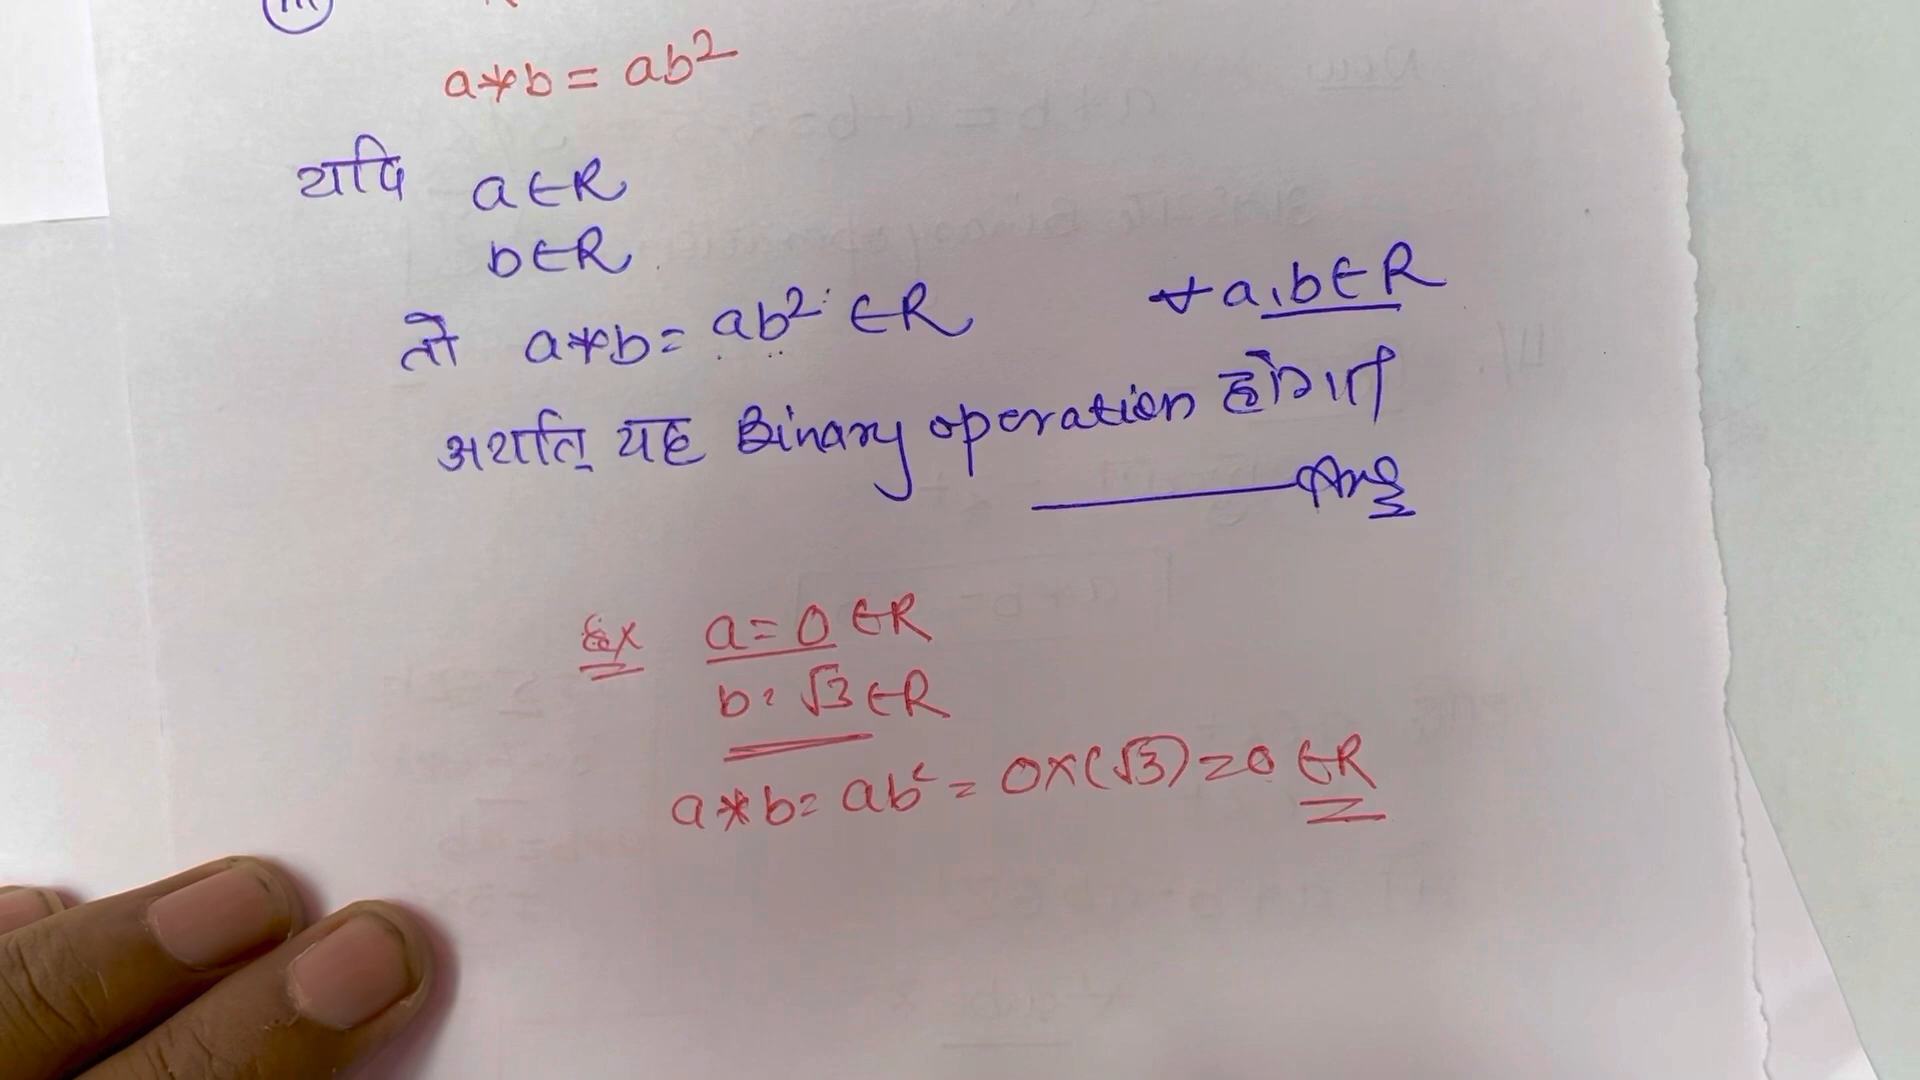 a*b = ab²
यदि a∈R
b∈R
तो a*b = ab² ∈R ∀ a,b∈R
अर्थात् यह Binary operation होगा
Ans
Ex a=0 ∈R
b=√3 ∈R
a*b = ab² = 0×(√3) = 0 ∈R